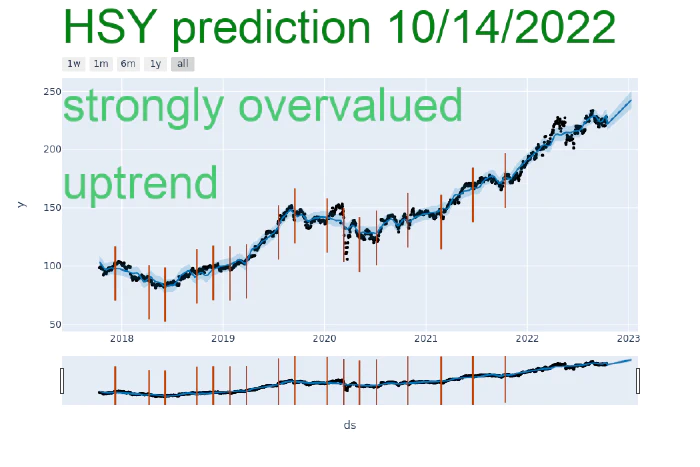 HSY prediction 10/14/2022
1w 1m 6m 1y all
strongly overvalued
uptrend
250
200
150
100
50
y
2018 2019 2020 2021 2022 2023
ds